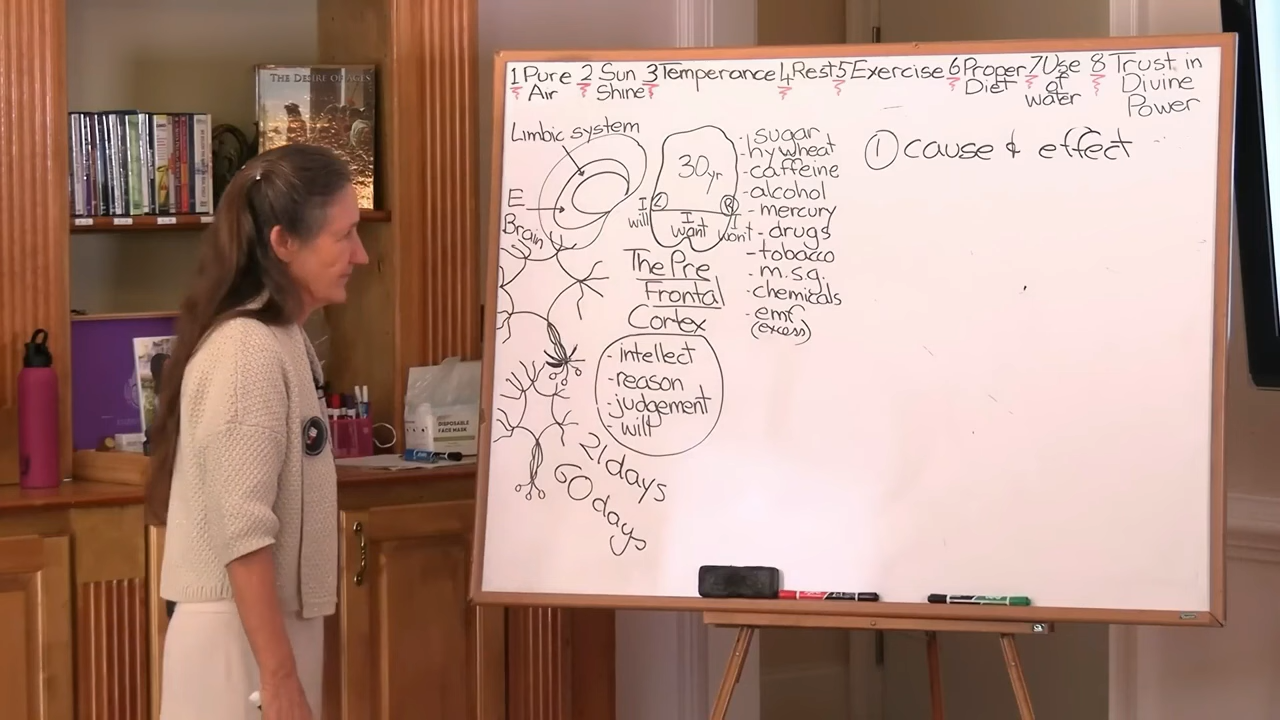 THE DESIRE OF AGES
1 Pure Air 2 Sun Shine 3 Temperance 4 Rest 5 Exercise 6 Proper Diet 7 Use of water 8 Trust in Divine Power
Limbic system
E
Brain
30yr
L
R
I will
I want
I won't
The Pre
Frontal
Cortex
- intellect
- reason
- judgement
- will
21 days
60 days
- sugar
- hy wheat
- caffeine
- alcohol
- mercury
- drugs
- tobacco
- m.s.g.
- chemicals
- emf
(excess)
1 cause & effect
DISPOSABLE
FACE MASK